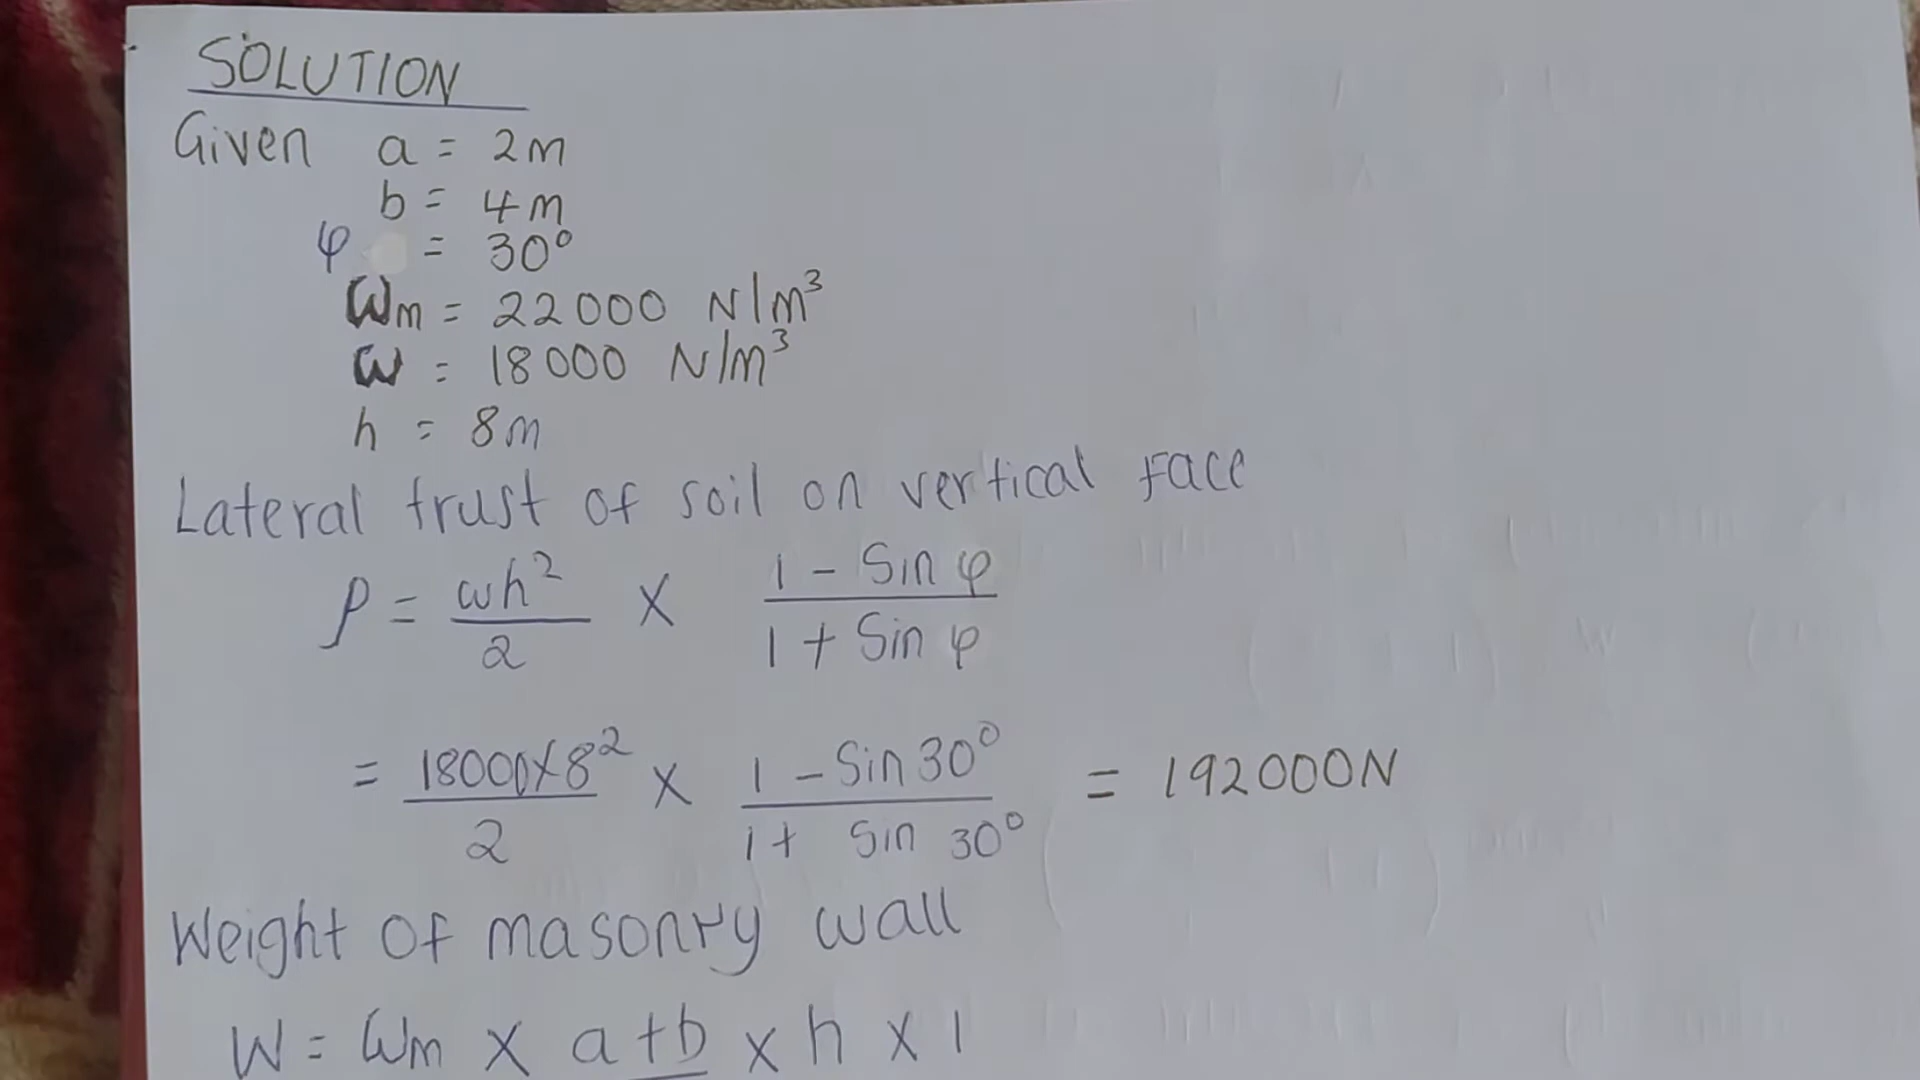 SOLUTION
Given a = 2m
b = 4m
φ = 30°
Wm = 22000 N/m³
W = 18000 N/m³
h = 8m
Lateral trust of soil on vertical face
P = wh²/2 × (1 - Sin φ)/(1 + Sin φ)
= 18000×8²/2 × (1 - Sin 30°)/(1 + Sin 30°) = 192000N
Weight of masonry wall
W = Wm × a + b × h × 1